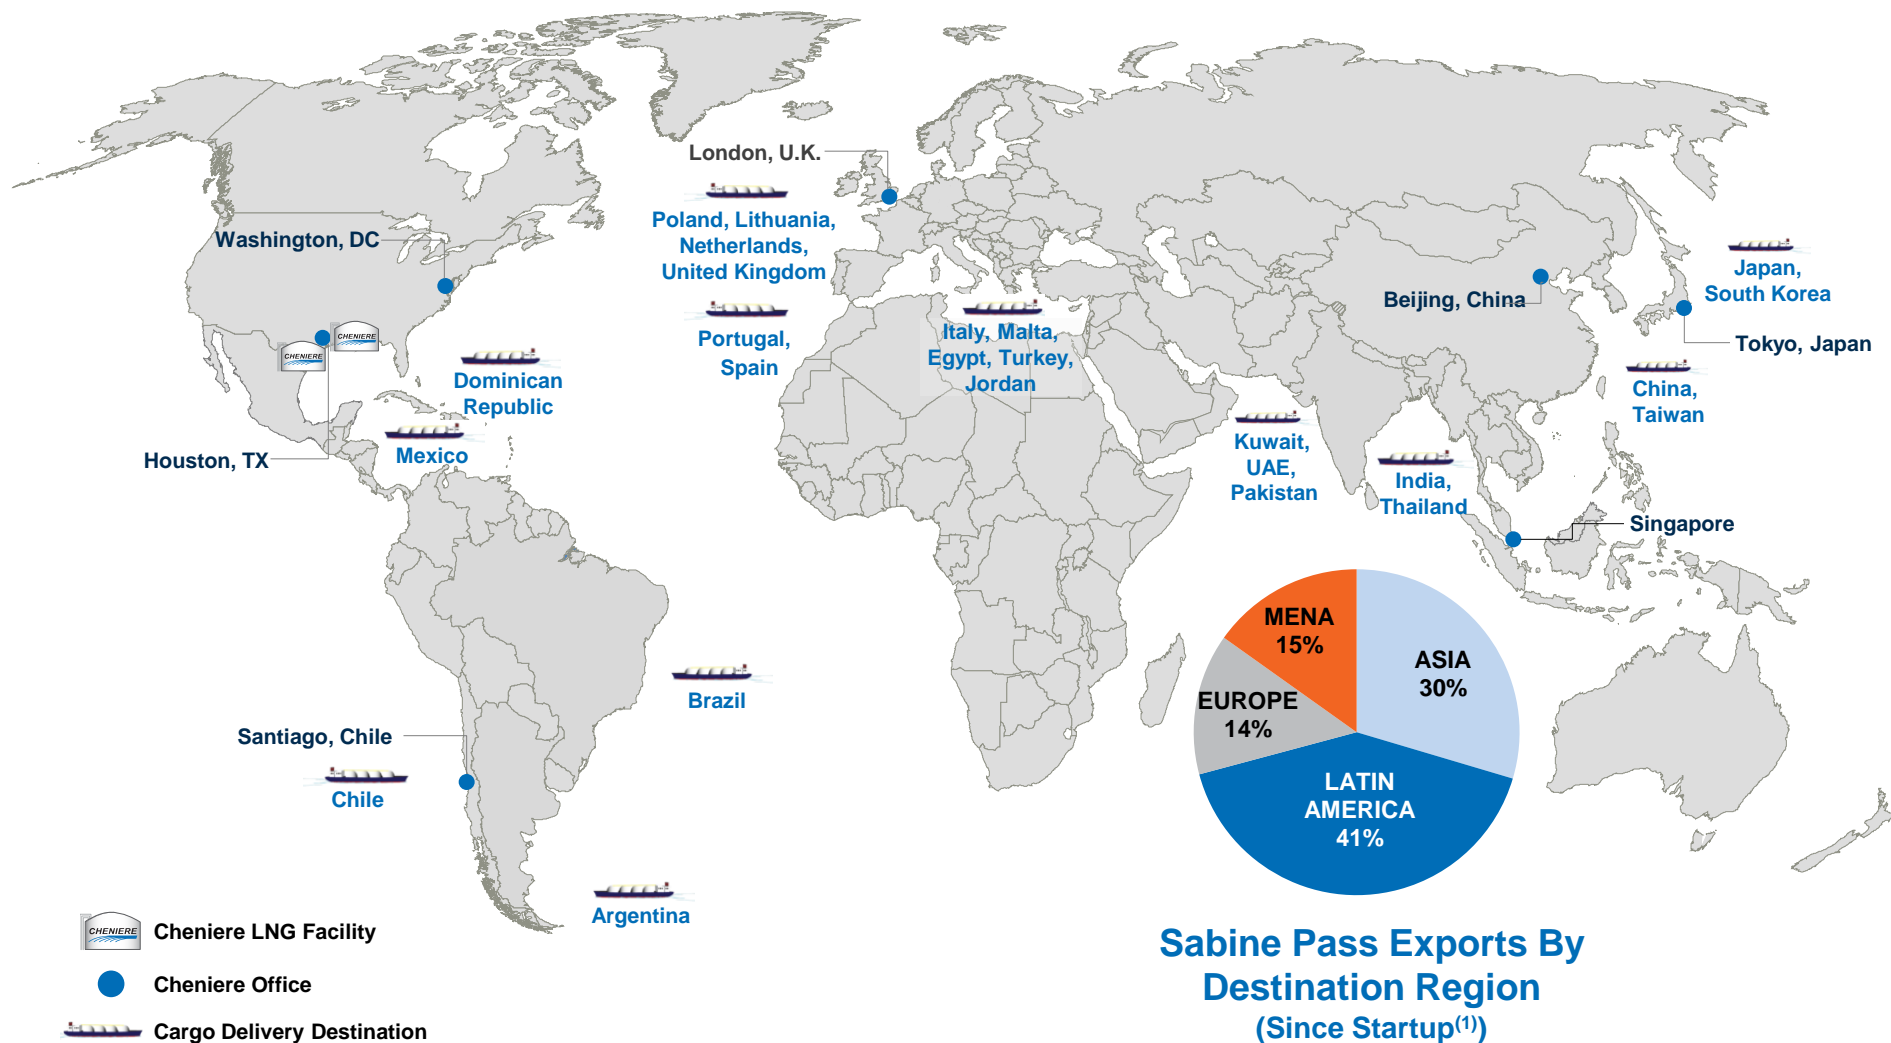 London, U.K.
Poland, Lithuania,
Netherlands,
United Kingdom
Washington, DC
Portugal,
Spain
Italy, Malta,
Egypt, Turkey,
Jordan
Beijing, China
Japan,
South Korea
Tokyo, Japan
China,
Taiwan
CHENIERE
CHENIERE
Dominican
Republic
Mexico
Houston, TX
Kuwait,
UAE,
Pakistan
India,
Thailand
Singapore
MENA
15%
ASIA
30%
EUROPE
14%
LATIN
AMERICA
41%
Brazil
Santiago, Chile
Chile
Argentina
CHENIERE
Cheniere LNG Facility
Cheniere Office
Cargo Delivery Destination
Sabine Pass Exports By
Destination Region
(Since Startup(1))